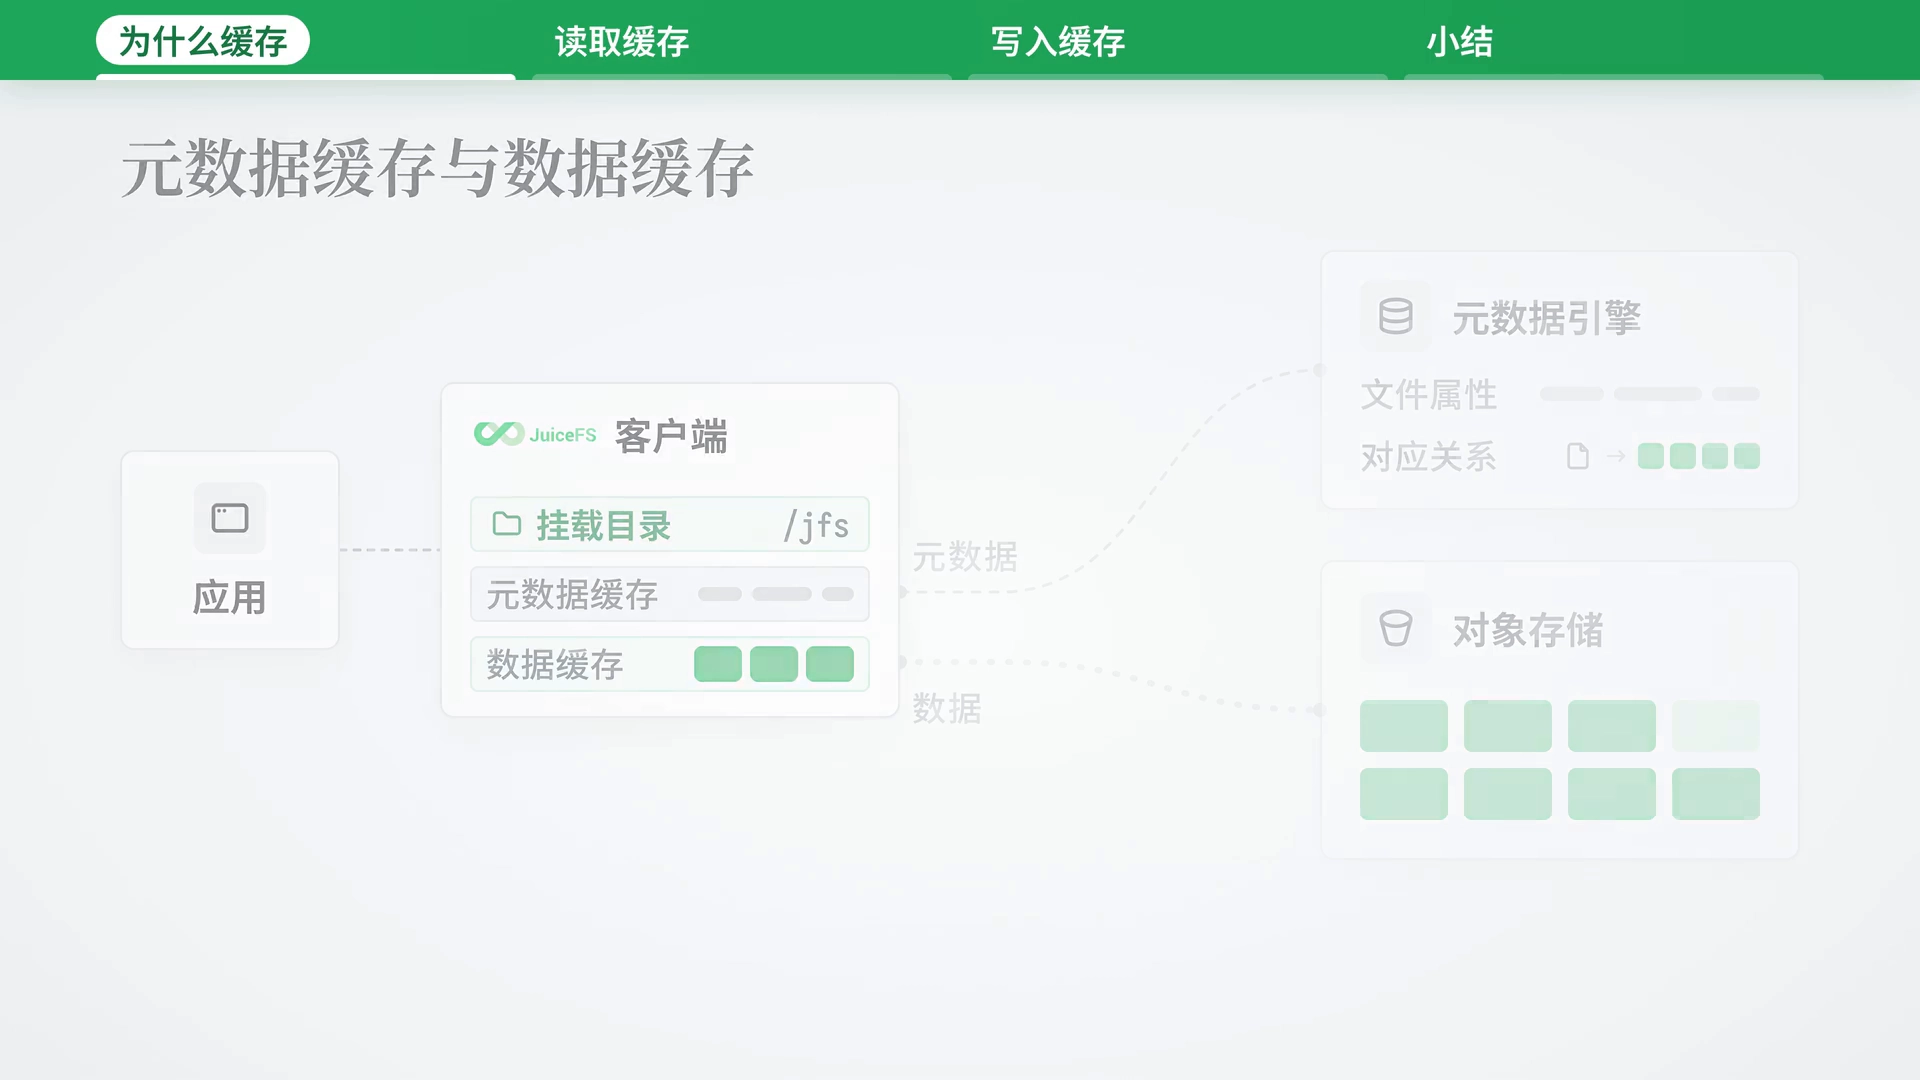 为什么缓存
读取缓存
写入缓存
小结
元数据缓存与数据缓存
应用
JuiceFS 客户端
挂载目录 /jfs
元数据缓存
数据缓存
元数据
数据
元数据引擎
文件属性
对应关系
对象存储